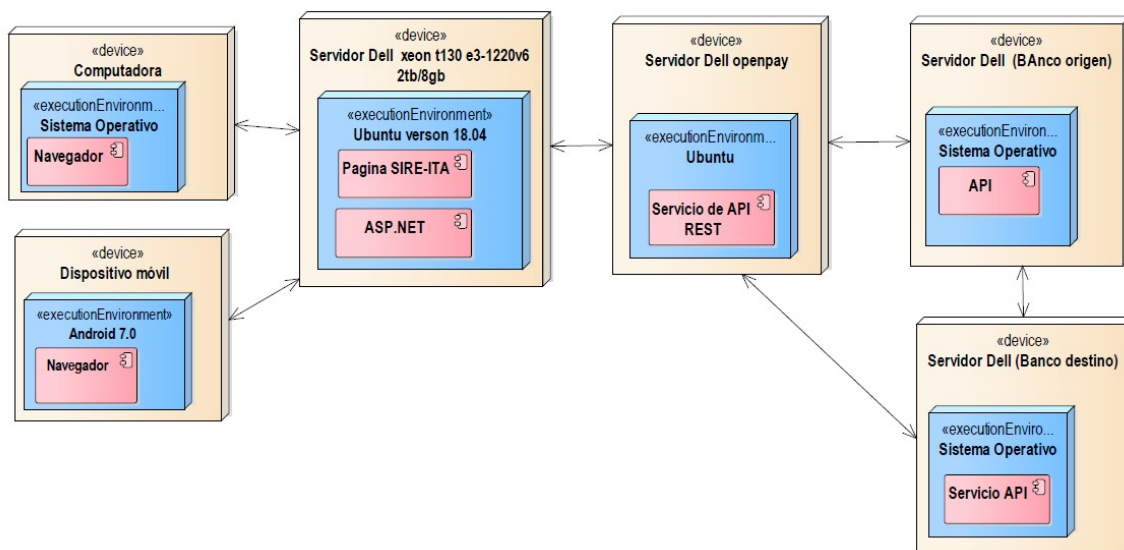 «device»
Computadora
«executionEnvironm...
Sistema Operativo
Navegador
«device»
Dispositivo móvil
«executionEnvironment»
Android 7.0
Navegador
«device»
Servidor Dell xeon t130 e3-1220v6
2tb/8gb
«executionEnvironment»
Ubuntu verson 18.04
Pagina SIRE-ITA
ASP.NET
«device»
Servidor Dell openpay
«executionEnvironme...
Ubuntu
Servicio de API
REST
«device»
Servidor Dell (BAnco origen)
«executionEnviron...
Sistema Operativo
API
«device»
Servidor Dell (Banco destino)
«executionEnviro...
Sistema Operativo
Servicio API